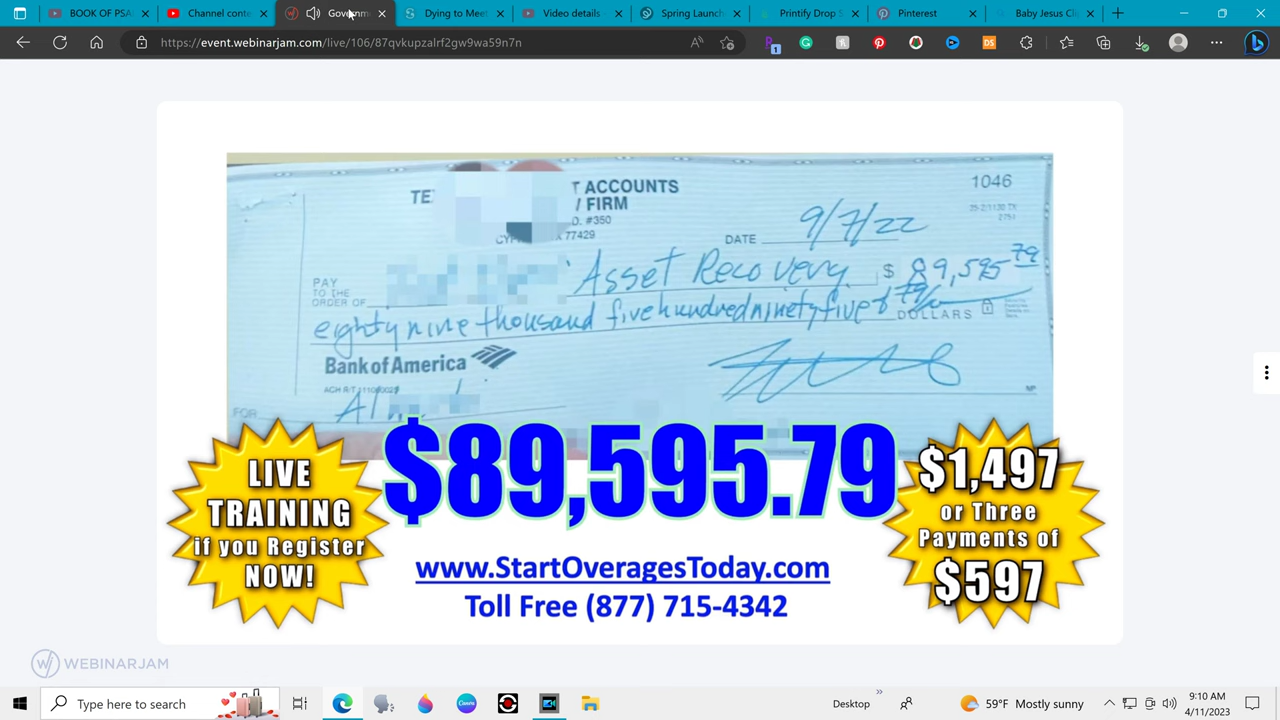 BOOK OF PSA
Channel conte
Governm
Dying to Meet
Video details
Spring Launch
Printify Drop S
Pinterest
Baby Jesus Cli
https://event.webinarjam.com/live/106/87qvkupzalrf2gw9wa59n7n
ACCOUNTS
FIRM
#350
77429
1046
DATE 9/7/22
PAY
TO THE
ORDER OF
Asset Recovery $ 89,595 79
eighty nine thousand five hundred ninety five
DOLLARS
Bank of America
FOR
$89,595.79
LIVE
TRAINING
if you Register
NOW!
$1,497
or Three
Payments of
$597
www.StartOveragesToday.com
Toll Free (877) 715-4342
WEBINARJAM
Type here to search
Desktop
59°F Mostly sunny
9:10 AM
4/11/2023